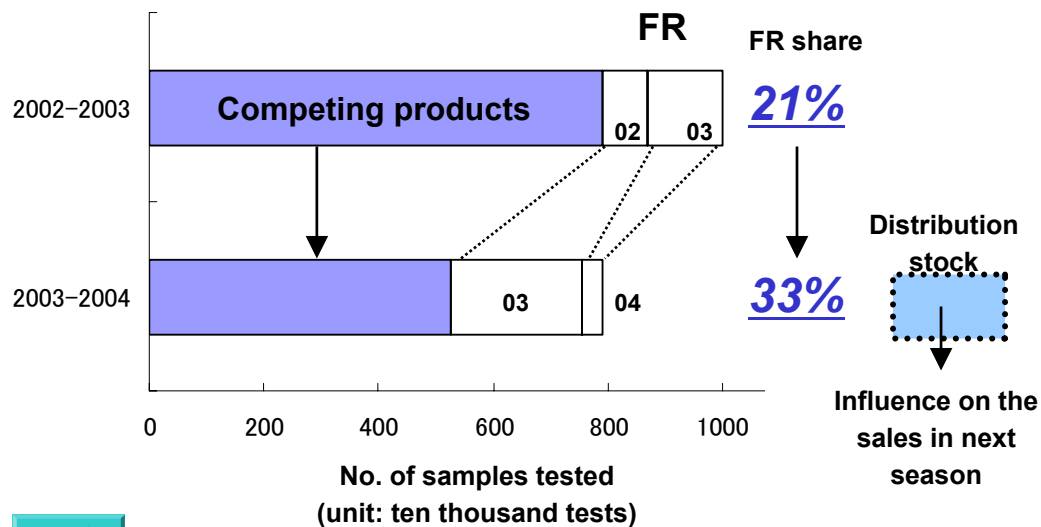 FR
FR share
2002-2003
Competing products
02
03
21%
Distribution
stock
2003-2004
03
04
33%
0
200
400
600
800
1000
Influence on the
sales in next
season
No. of samples tested
(unit: ten thousand tests)